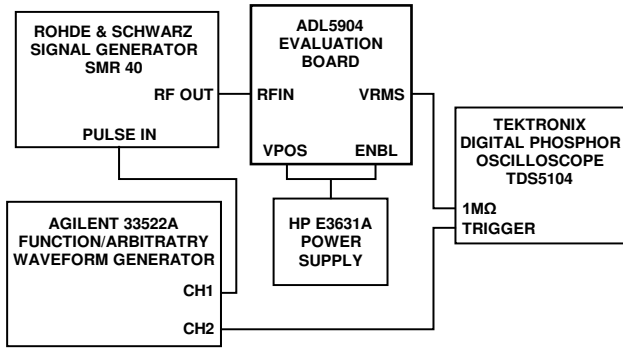 ROHDE & SCHWARZ
SIGNAL GENERATOR
SMR 40
RF OUT
PULSE IN
ADL5904
EVALUATION
BOARD
RFIN
VRMS
VPOS
ENBL
TEKTRONIX
DIGITAL PHOSPHOR
OSCILLOSCOPE
TDS5104
1MΩ
TRIGGER
AGILENT 33522A
FUNCTION/ARBITRATRY
WAVEFORM GENERATOR
CH1
CH2
HP E3631A
POWER
SUPPLY